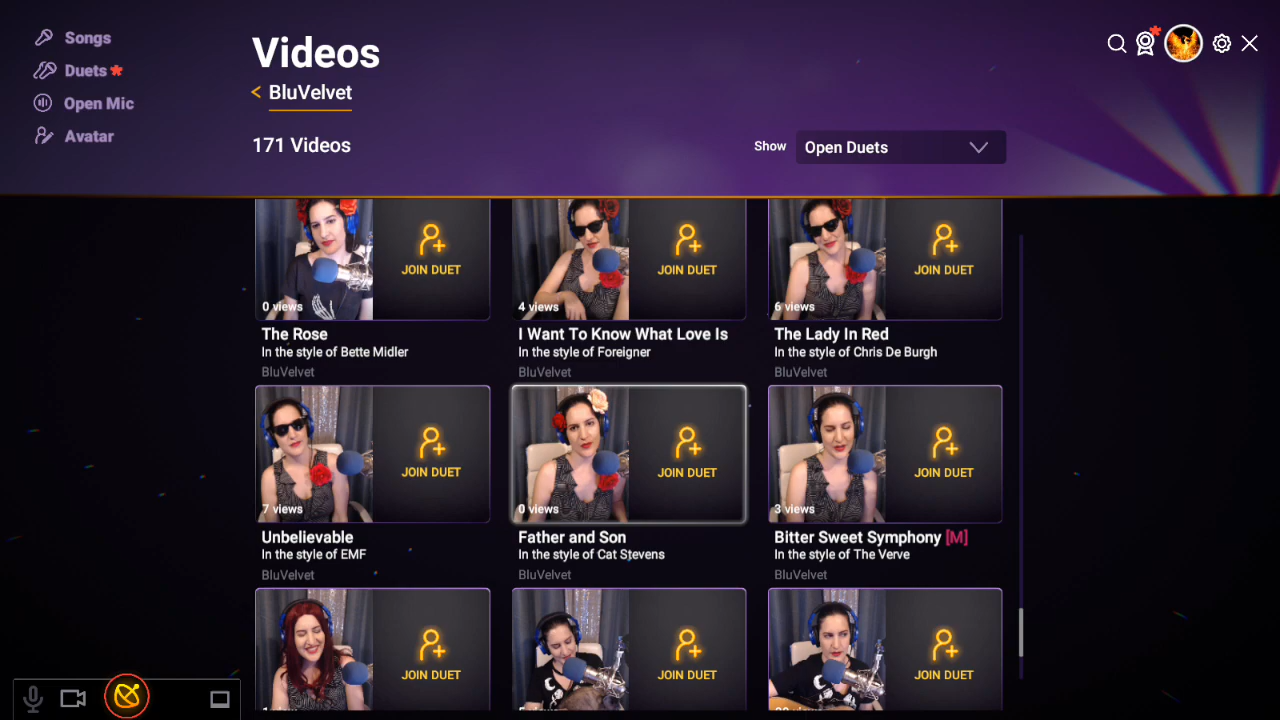 Songs
Duets *
Open Mic
Avatar
Videos
< BluVelvet
171 Videos
Show
Open Duets
JOIN DUET
JOIN DUET
JOIN DUET
0 views
4 views
6 views
The Rose
I Want To Know What Love Is
The Lady In Red
In the style of Bette Midler
In the style of Foreigner
In the style of Chris De Burgh
BluVelvet
BluVelvet
BluVelvet
JOIN DUET
JOIN DUET
JOIN DUET
7 views
0 views
3 views
Unbelievable
Father and Son
Bitter Sweet Symphony [M]
In the style of EMF
In the style of Cat Stevens
In the style of The Verve
BluVelvet
BluVelvet
BluVelvet
JOIN DUET
JOIN DUET
JOIN DUET